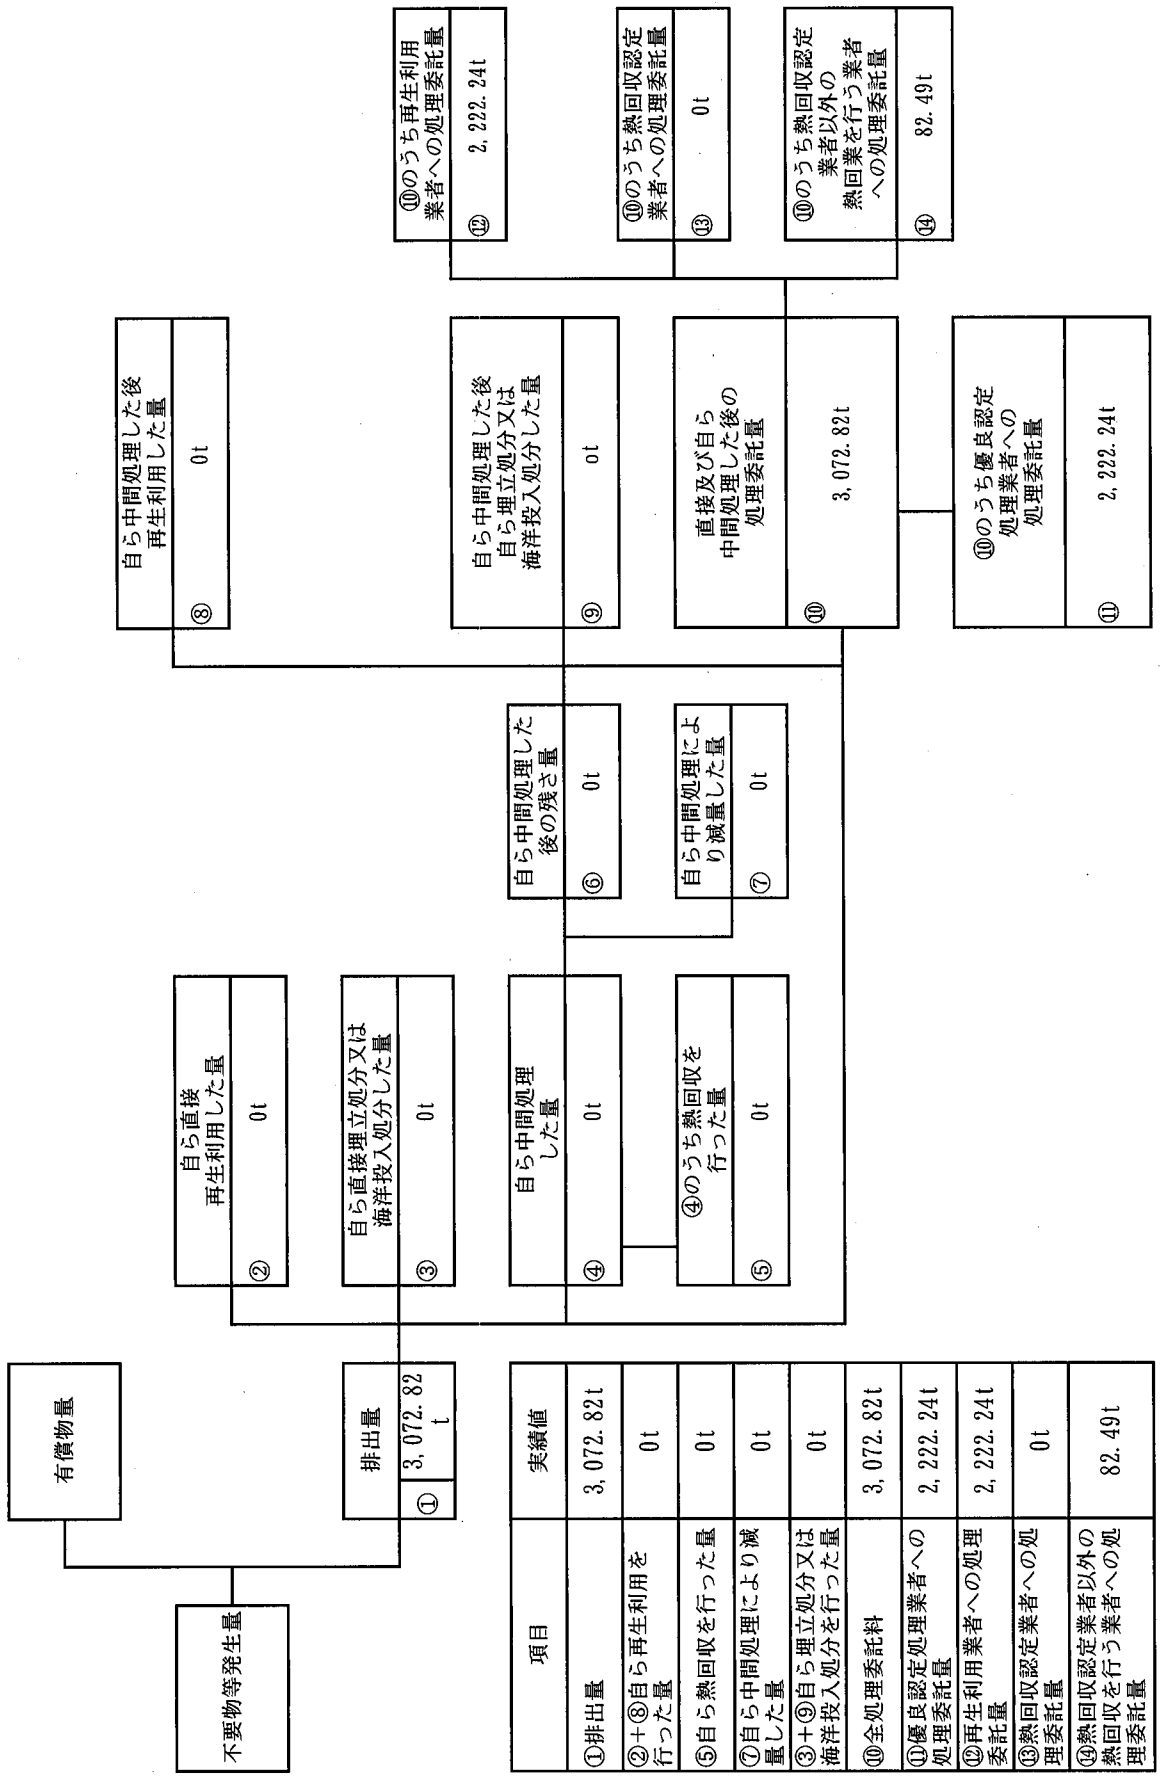 不要物等発生量
有償物量
排出量
①
3,072.82
t
自ら直接
再生利用した量
②
0t
自ら直接埋立処分又は
海洋投入処分した量
③
0t
自ら中間処理
した量
④
0t
④のうち熱回収を
行った量
⑤
0t
自ら中間処理した
後の残さ量
⑥
0t
自ら中間処理によ
り減量した量
⑦
0t
自ら中間処理した後
再生利用した量
⑧
0t
自ら中間処理した後
自ら埋立処分又は
海洋投入処分した量
⑨
0t
直接及び自ら
中間処理した後の
処理委託量
⑩
3,072.82t
⑩のうち優良認定
処理業者への
処理委託量
⑪
2,222.24t
⑩のうち再生利用
業者への処理委託量
⑫
2,222.24t
⑩のうち熱回収認定
業者への処理委託量
⑬
0t
⑩のうち熱回収認定
業者以外の
熱回業を行う業者
への処理委託量
⑭
82.49t
項目 実績値
①排出量 3,072.82t
②+⑧自ら再生利用を
行った量 0t
⑤自ら熱回収を行った量 0t
⑦自ら中間処理により減
量した量 0t
③+⑨自ら埋立処分又は
海洋投入処分を行った量 0t
⑩全処理委託料 3,072.82t
⑪優良認定処理業者への
処理委託量 2,222.24t
⑫再生利用業者への処理
委託量 2,222.24t
⑬熱回収認定業者への処
理委託量 0t
⑭熱回収認定業者以外の
熱回収を行う業者への処
理委託量 82.49t